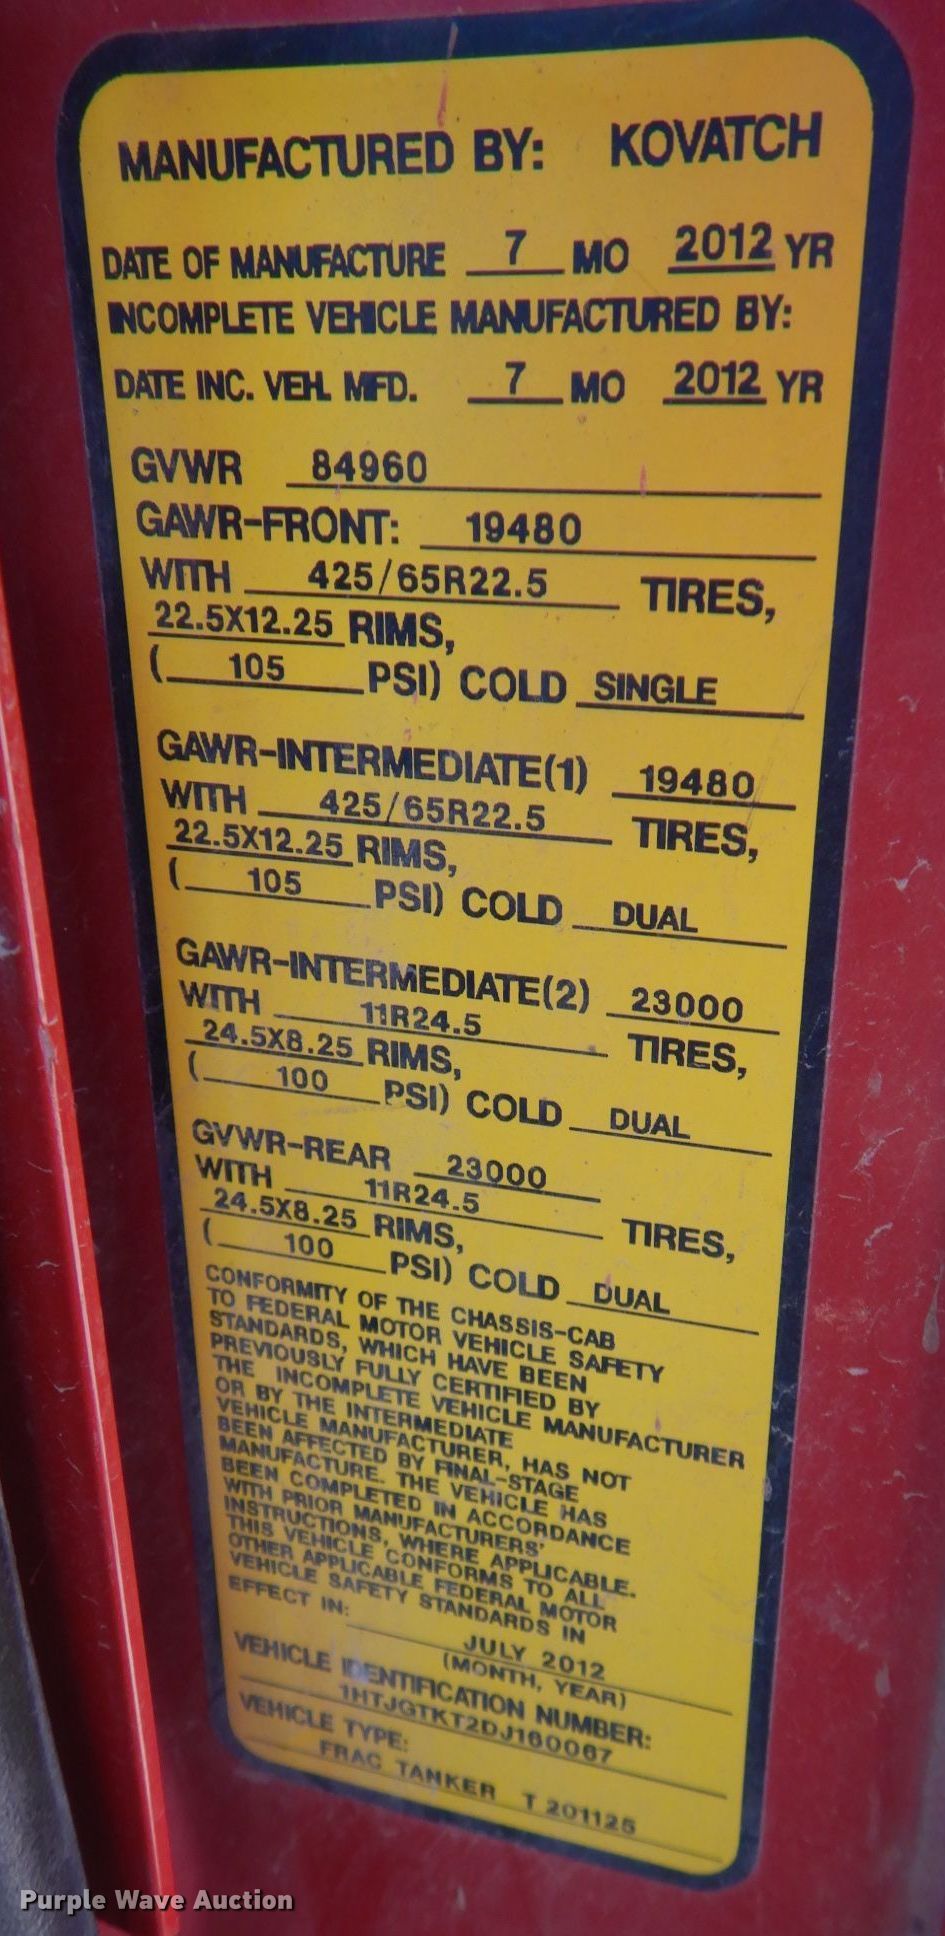 MANUFACTURED BY: KOVATCH
DATE OF MANUFACTURE 7 MO 2012 YR
INCOMPLETE VEHICLE MANUFACTURED BY:
DATE INC. VEH. MFD. 7 MO 2012 YR
GVWR 84960
GAWR-FRONT: 19480
WITH 425/65R22.5 TIRES,
22.5X12.25 RIMS,
( 105 PSI) COLD SINGLE
GAWR-INTERMEDIATE(1) 19480
WITH 425/65R22.5 TIRES,
22.5X12.25 RIMS,
( 105 PSI) COLD DUAL
GAWR-INTERMEDIATE(2) 23000
WITH 11R24.5 TIRES,
24.5X8.25 RIMS,
( 100 PSI) COLD DUAL
GVWR-REAR 23000
WITH 11R24.5 TIRES,
24.5X8.25 RIMS,
( 100 PSI) COLD DUAL
CONFORMITY OF THE CHASSIS-CAB
TO FEDERAL MOTOR VEHICLE SAFETY
STANDARDS, WHICH HAVE BEEN
PREVIOUSLY FULLY CERTIFIED BY
THE INCOMPLETE VEHICLE MANUFACTURER
OR BY THE INTERMEDIATE
VEHICLE MANUFACTURER, HAS NOT
BEEN AFFECTED BY FINAL-STAGE
MANUFACTURE. THE VEHICLE HAS
BEEN COMPLETED IN ACCORDANCE
WITH PRIOR MANUFACTURERS'
INSTRUCTIONS, WHERE APPLICABLE.
THIS VEHICLE CONFORMS TO ALL
OTHER APPLICABLE FEDERAL MOTOR
VEHICLE SAFETY STANDARDS IN
EFFECT IN: JULY 2012
(MONTH, YEAR)
VEHICLE IDENTIFICATION NUMBER:
1HTJGTKT2DJ160067
VEHICLE TYPE:
FRAC TANKER T 201125
Purple Wave Auction